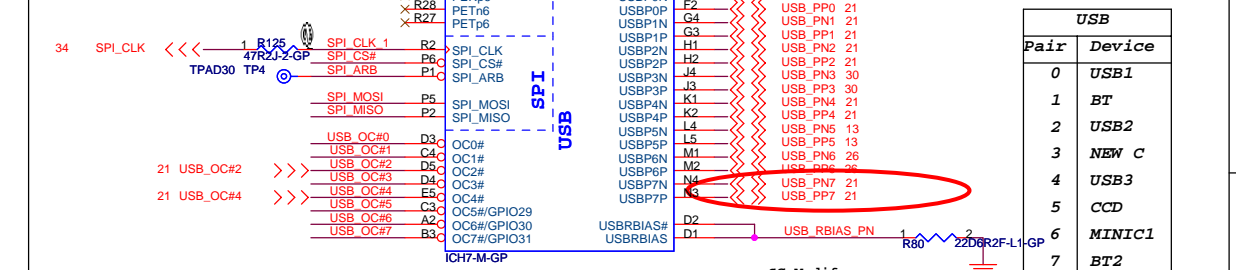 R28 PETn6
R27 PETp6
34 SPI_CLK 1 R125 SPI_CLK_1 R2 SPI_CLK
47R2J-2-GP SPI_CS# P6 SPI_CS#
TPAD30 TP4 SPI_ARB P1 SPI_ARB
SPI_MOSI P5 SPI_MOSI
SPI_MISO P2 SPI_MISO
USB_OC#0 D3 OC0#
USB_OC#1 C4 OC1#
21 USB_OC#2 USB_OC#2 D5 OC2#
USB_OC#3 D4 OC3#
21 USB_OC#4 USB_OC#4 E5 OC4#
USB_OC#5 C3 OC5#/GPIO29
USB_OC#6 A2 OC6#/GPIO30
USB_OC#7 B3 OC7#/GPIO31
ICH7-M-GP
SPI
USB
USBP0P F2 USB_PP0 21
USBP1N G4 USB_PN1 21
USBP1P G3 USB_PP1 21
USBP2N H1 USB_PN2 21
USBP2P H2 USB_PP2 21
USBP3N J4 USB_PN3 30
USBP3P J3 USB_PP3 30
USBP4N K1 USB_PN4 21
USBP4P K2 USB_PP4 21
USBP5N L4 USB_PN5 13
USBP5P L5 USB_PP5 13
USBP6N M1 USB_PN6 26
USBP6P M2 USB_PP6 26
USBP7N N4 USB_PN7 21
USBP7P N3 USB_PP7 21
USBRBIAS# D2
USBRBIAS D1 USB_RBIAS_PN 1 R80 2
22D6R2F-L1-GP
USB
Pair Device
0 USB1
1 BT
2 USB2
3 NEW C
4 USB3
5 CCD
6 MINIC1
7 BT2